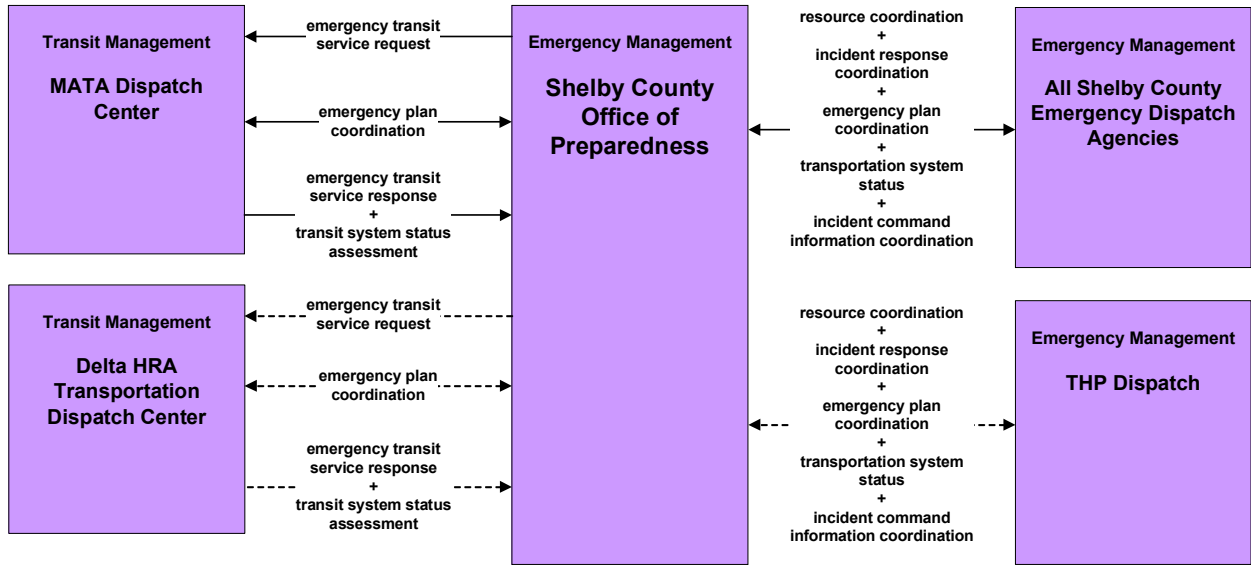 Transit Management
MATA Dispatch
Center
emergency transit
service request
emergency plan
coordination
emergency transit
service response
+
transit system status
assessment
Transit Management
Delta HRA
Transportation
Dispatch Center
emergency transit
service request
emergency plan
coordination
emergency transit
service response
+
transit system status
assessment
Emergency Management
Shelby County
Office of
Preparedness
resource coordination
+
incident response
coordination
+
emergency plan
coordination
+
transportation system
status
+
incident command
information coordination
Emergency Management
All Shelby County
Emergency Dispatch
Agencies
resource coordination
+
incident response
coordination
+
emergency plan
coordination
+
transportation system
status
+
incident command
information coordination
Emergency Management
THP Dispatch